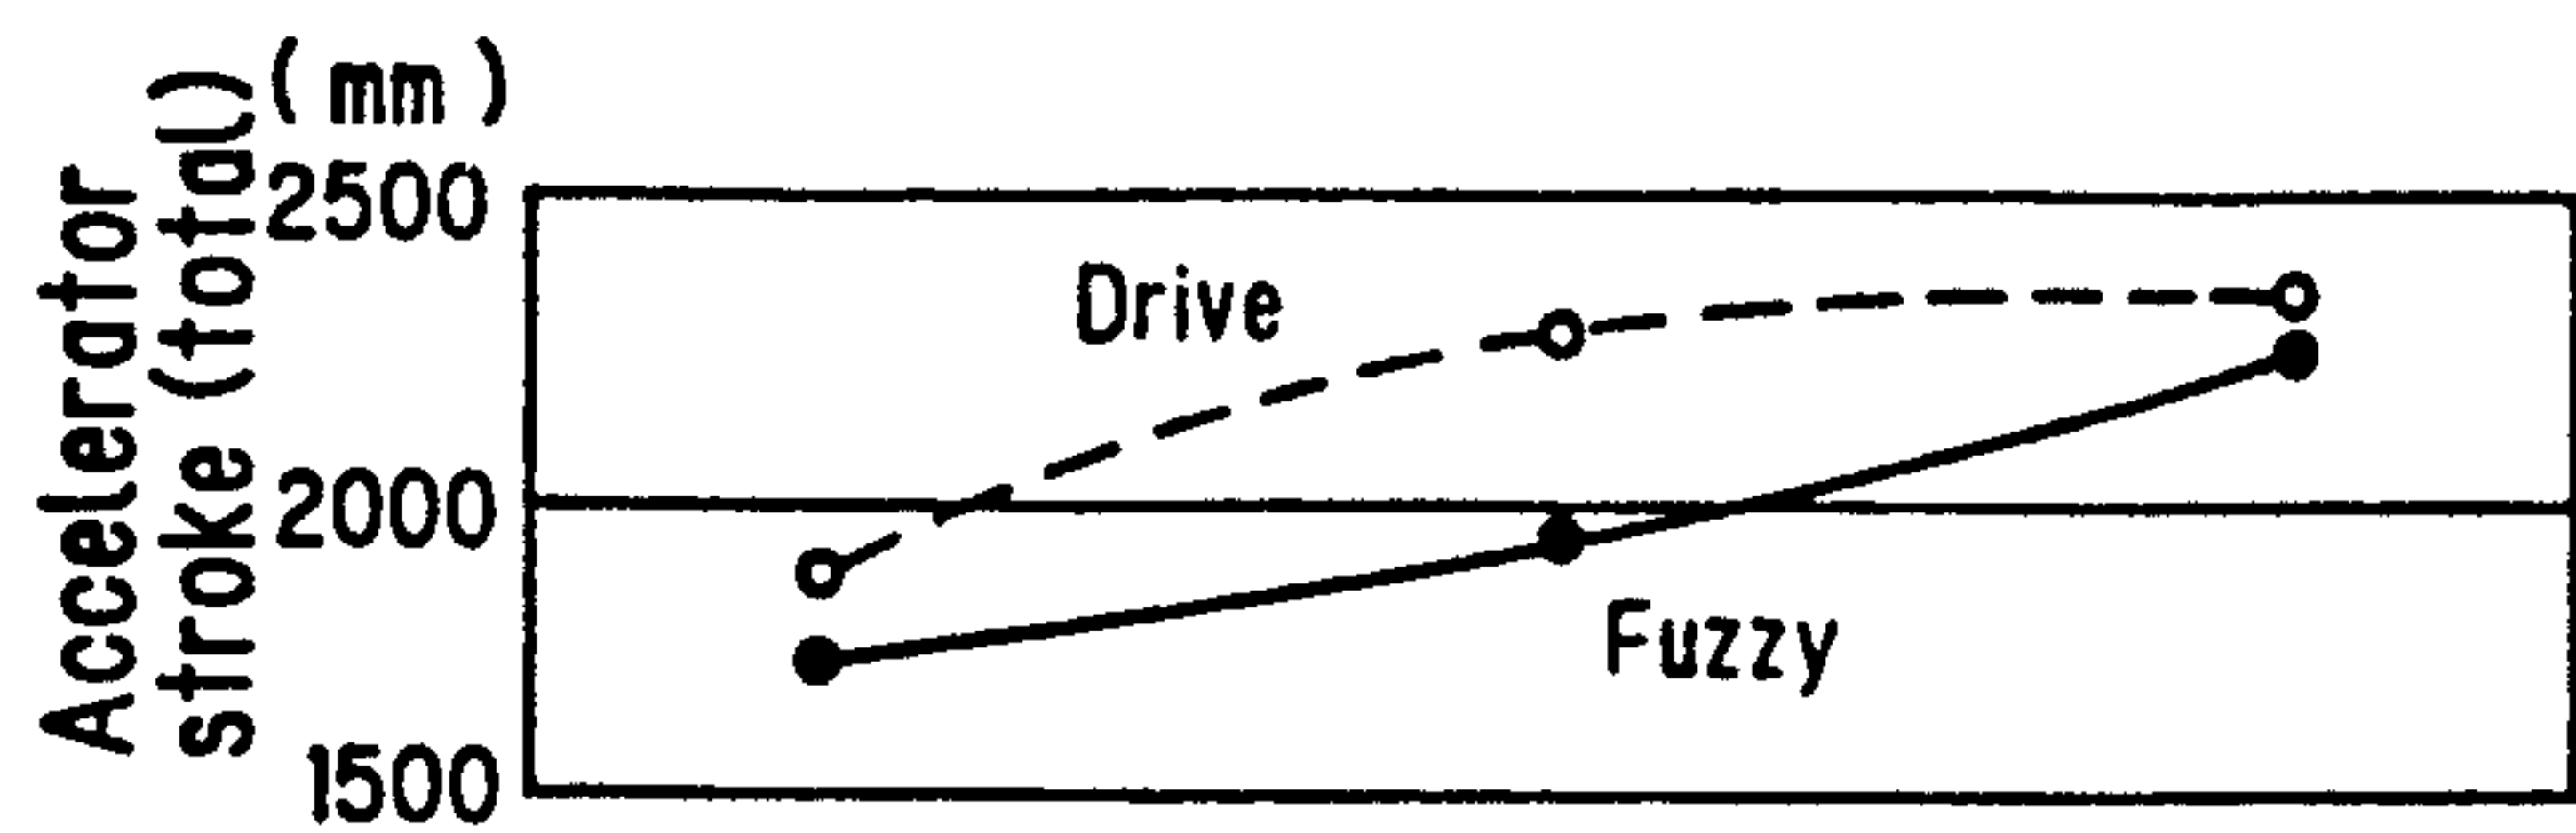 Accelerator
stroke (total)
(mm)
2500
2000
1500
Drive
Fuzzy